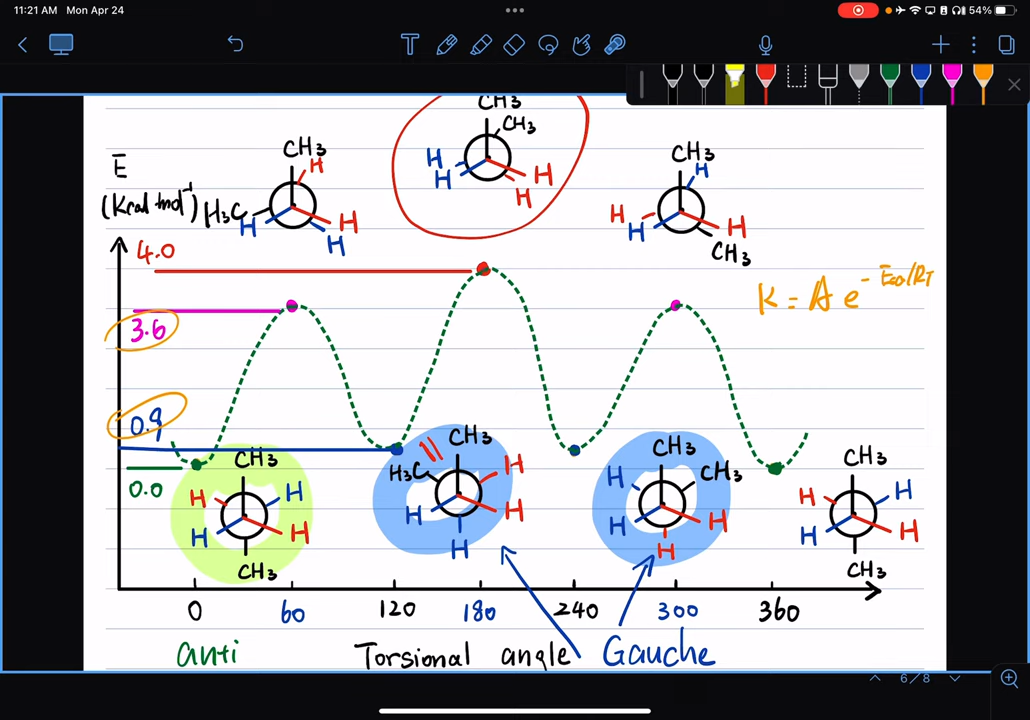 11:21 AM Mon Apr 24
54%
T
E
(Kcal mol⁻¹)
CH₃
H
H₃C
H
H
H
CH₃
CH₃
H
H
H
H
CH₃
H
H
H
H
CH₃
4.0
K = A e^-Ea/RT
3.6
0.9
0.0
CH₃
H
H
H
H
CH₃
CH₃
H₃C
H
H
H
H
CH₃
H
CH₃
H
H
H
CH₃
H
H
H
H
CH₃
0 60 120 180 240 300 360
anti
Torsional angle
Gauche
6/8